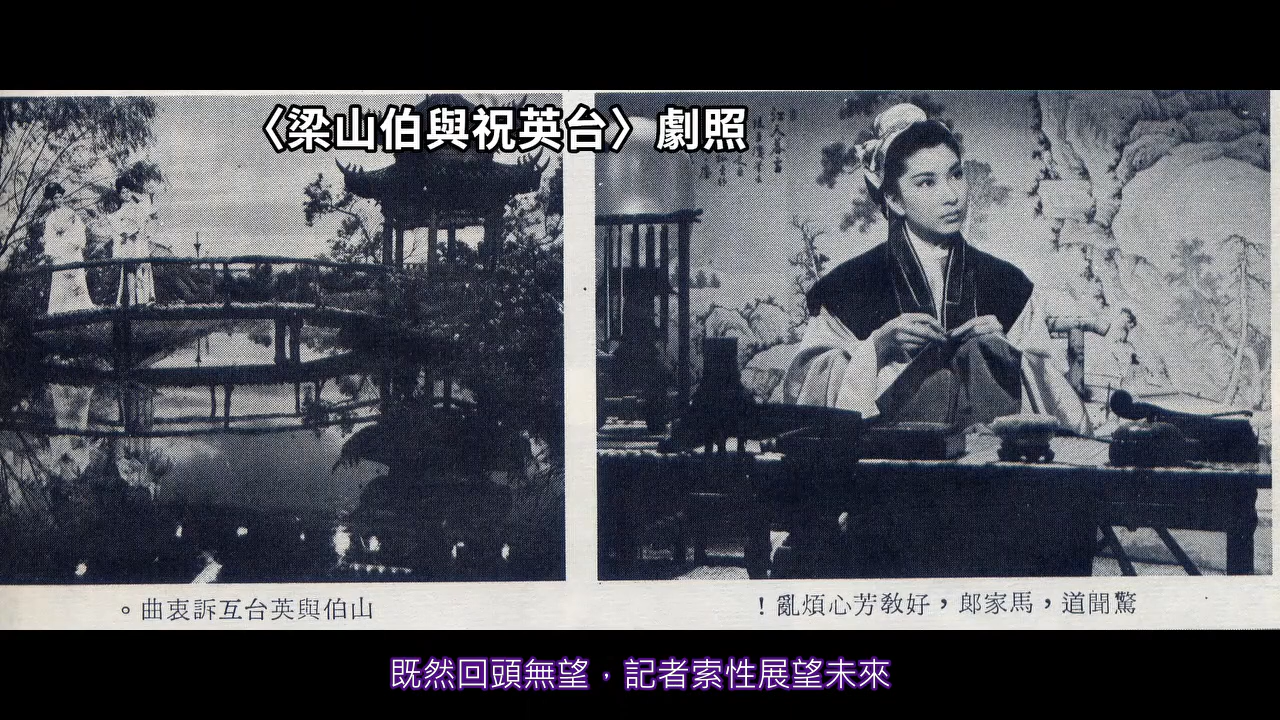 〈梁山伯與祝英台〉劇照
山伯與英台互訴衷曲。
驚聞道，馬家郎，好教芳心煩亂！
既然回頭無望，記者索性展望未來